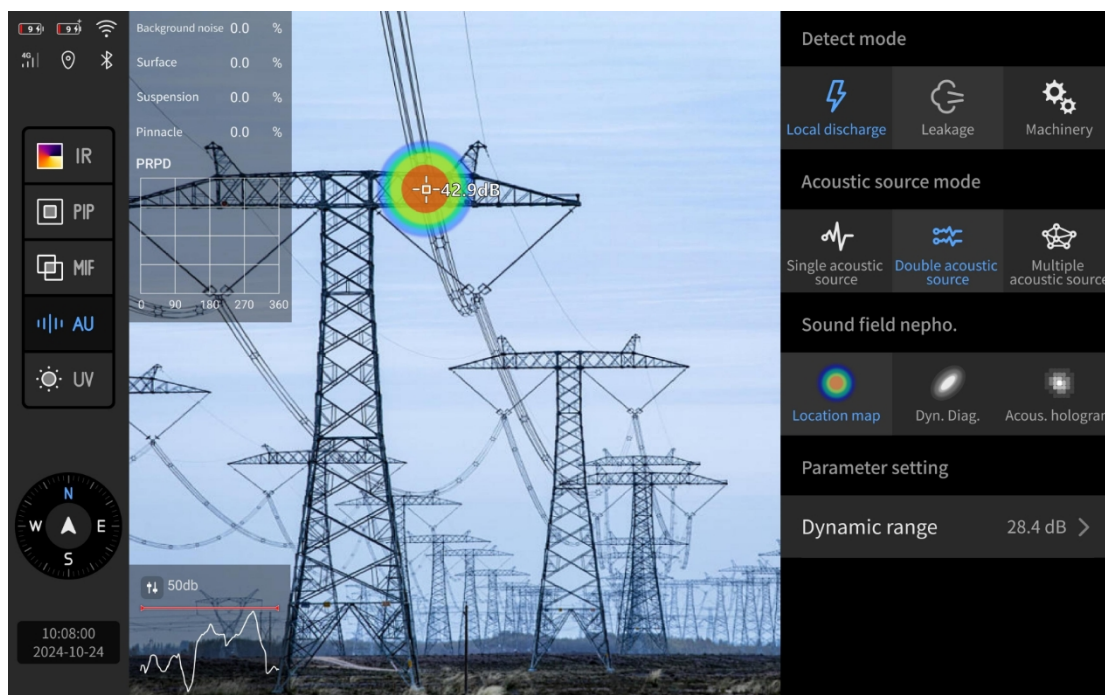 9
9
4G
Background noise 0.0 %
Surface 0.0 %
Suspension 0.0 %
Pinnacle 0.0 %
PRPD
0 90 180 270 360
IR
PIP
MIF
AU
UV
N
W E
S
10:08:00
2024-10-24
-42.9dB
50db
Detect mode
Local discharge Leakage Machinery
Acoustic source mode
Single acoustic source
Double acoustic source
Multiple acoustic source
Sound field nepho.
Location map Dyn. Diag. Acous. hologram
Parameter setting
Dynamic range 28.4 dB